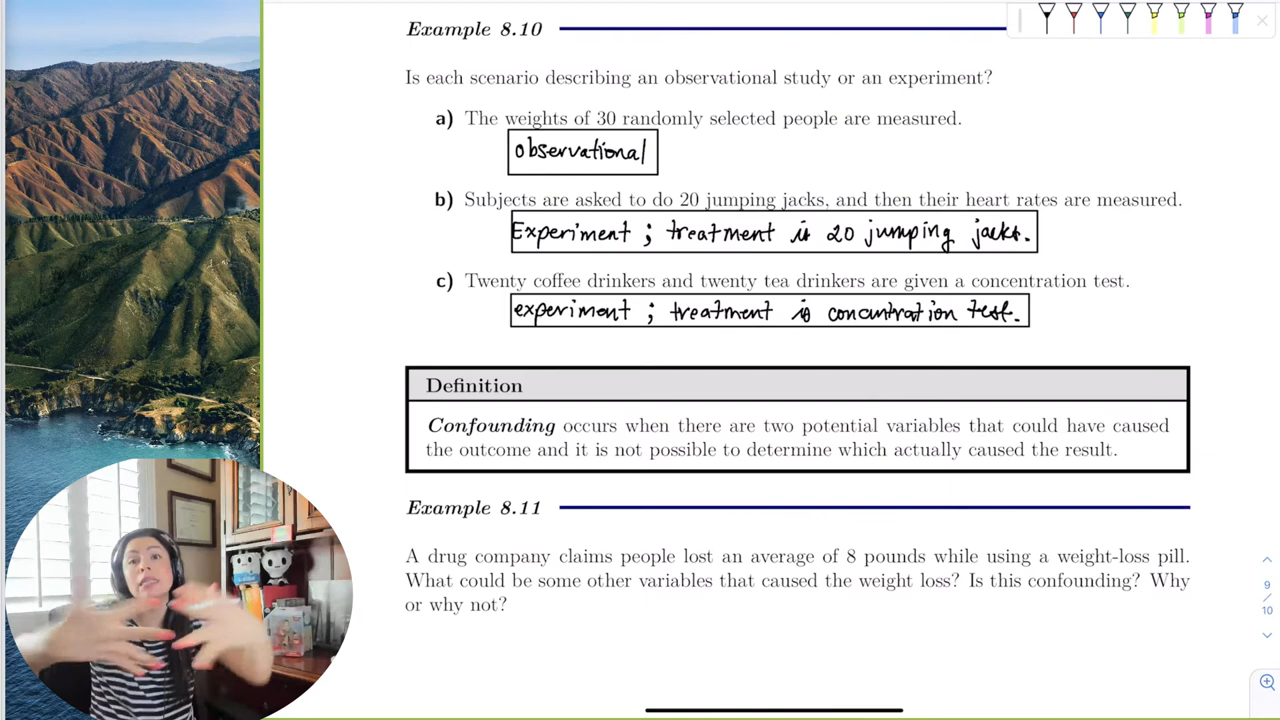 Example 8.10
Is each scenario describing an observational study or an experiment?
a) The weights of 30 randomly selected people are measured.
observational
b) Subjects are asked to do 20 jumping jacks, and then their heart rates are measured.
Experiment ; treatment is 20 jumping jacks.
c) Twenty coffee drinkers and twenty tea drinkers are given a concentration test.
experiment ; treatment is concentration test.
Definition
Confounding occurs when there are two potential variables that could have caused
the outcome and it is not possible to determine which actually caused the result.
Example 8.11
A drug company claims people lost an average of 8 pounds while using a weight-loss pill.
What could be some other variables that caused the weight loss? Is this confounding? Why
or why not?
9
/
10